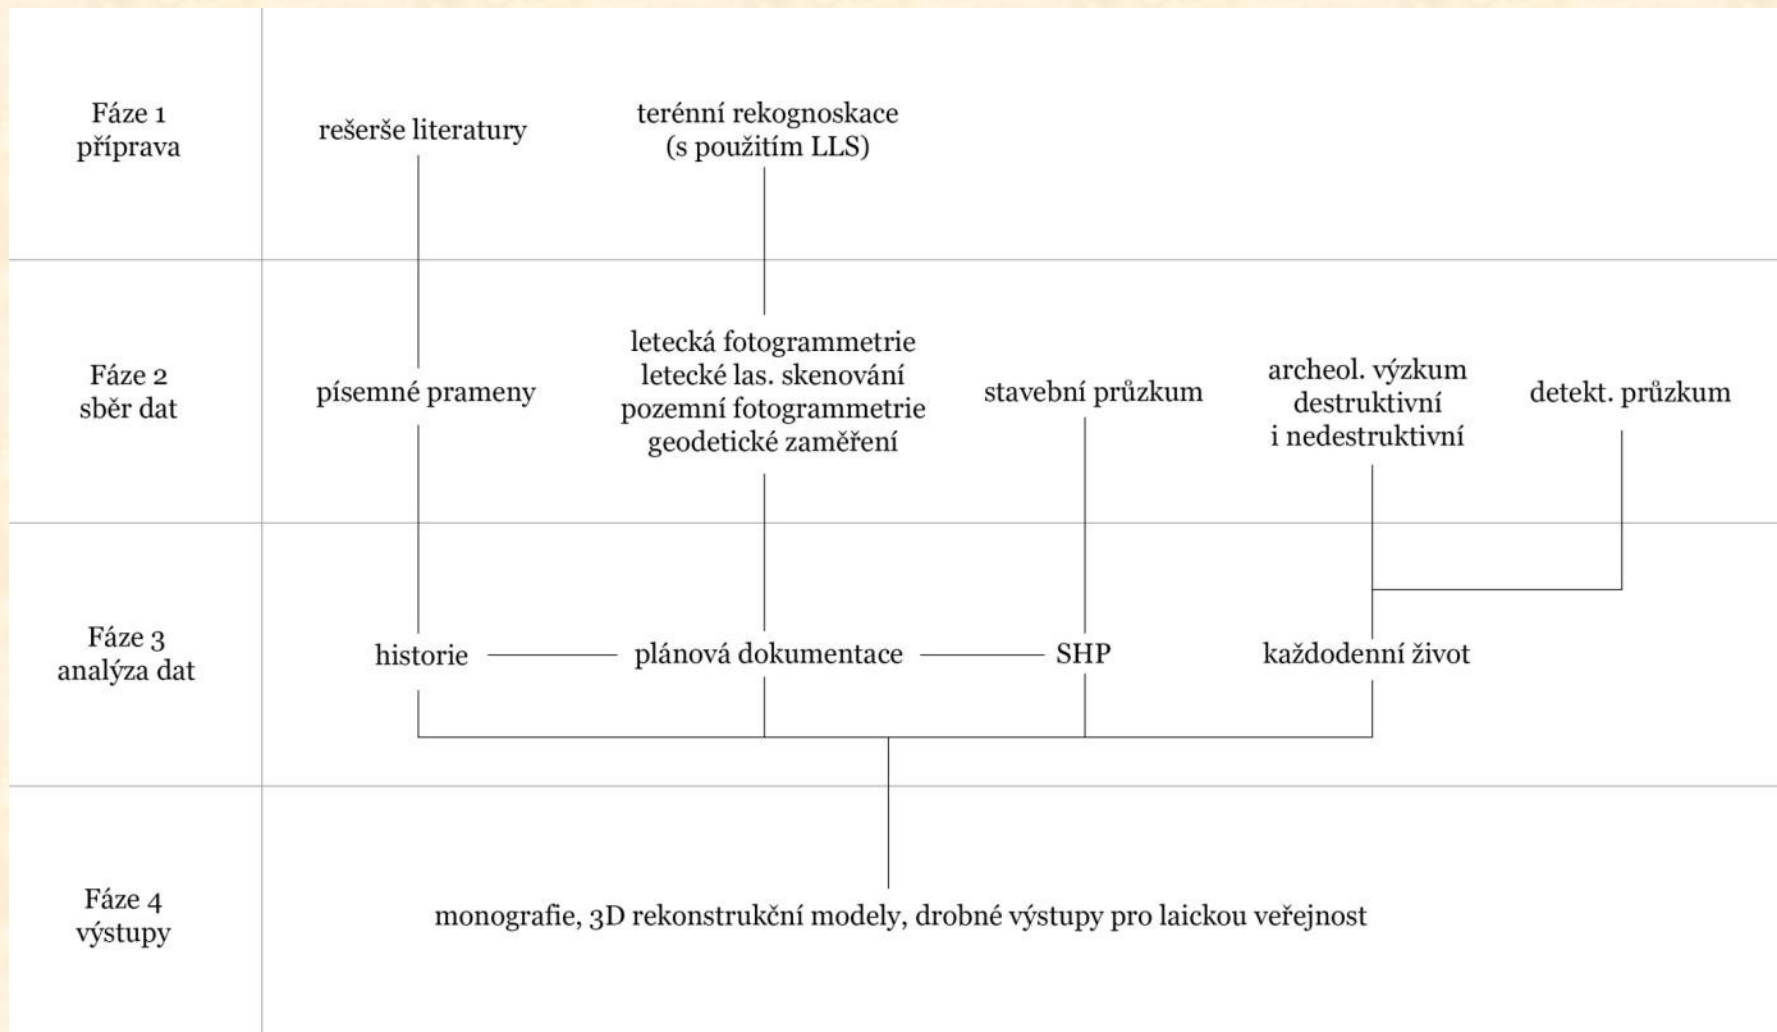 Fáze 1
příprava
rešerše literatury
terénní rekognoskace
(s použitím LLS)
Fáze 2
sběr dat
písemné prameny
letecká fotogrammetrie
letecké las. skenování
pozemní fotogrammetrie
geodetické zaměření
stavební průzkum
archeol. výzkum
destruktivní
i nedestruktivní
detekt. průzkum
Fáze 3
analýza dat
historie
plánová dokumentace
SHP
každodenní život
Fáze 4
výstupy
monografie, 3D rekonstrukční modely, drobné výstupy pro laickou veřejnost